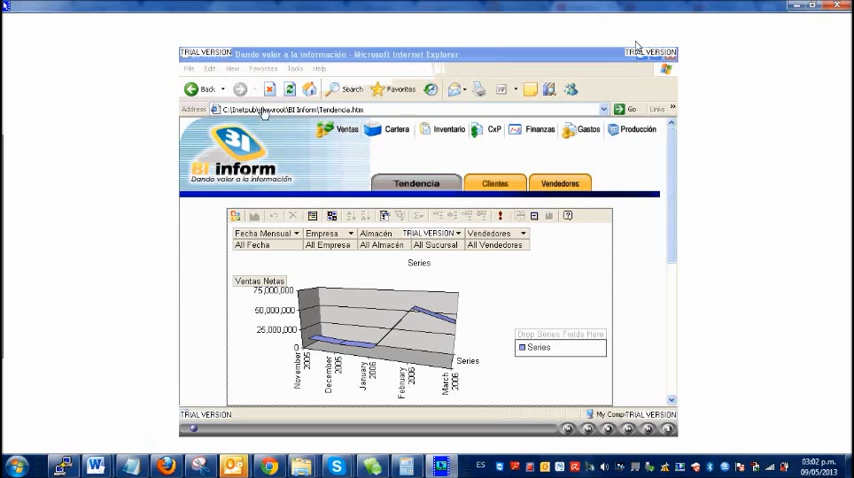 TRIAL VERSION Dando valor a la información - Microsoft Internet Explorer TRIAL VERSION
File Edit View Favorites Tools Help
Back Search Favorites
Address C:\Inetpub\wwwroot\BI Inform\Tendencia.htm Go Links
Ventas Cartera Inventario CxP Finanzas Gastos Producción
BI
BI inform
Dando valor a la información
Tendencia Clientes Vendedores
Fecha Mensual Empresa Almacén TRIAL VERSION Vendedores
All Fecha All Empresa All Almacén All Sucursal All Vendedores
Series
Ventas Netas
75,000,000
50,000,000
25,000,000
0
November 2005
December 2005
January 2006
February 2006
March 2006
Series
Drop Series Fields Here
Series
TRIAL VERSION My Comp TRIAL VERSION
ES
03:02 p.m.
09/05/2013